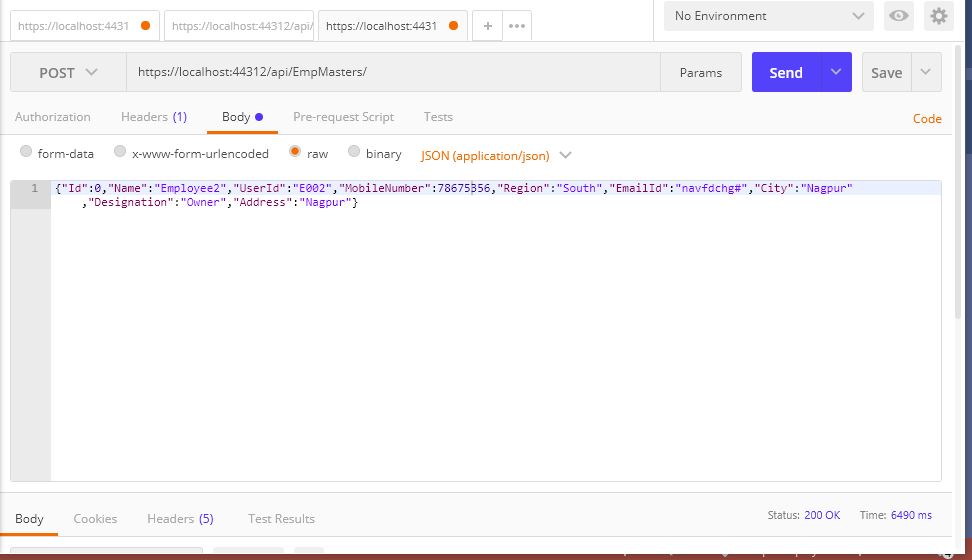 https://localhost:4431 https://localhost:44312/api/ https://localhost:4431 + ••• No Environment
POST https://localhost:44312/api/EmpMasters/ Params Send Save
Authorization Headers (1) Body Pre-request Script Tests Code
form-data x-www-form-urlencoded raw binary JSON (application/json)
1 {"Id":0,"Name":"Employee2","UserId":"E002","MobileNumber":78675356,"Region":"South","EmailId":"navfdchg#","City":"Nagpur"
,"Designation":"Owner","Address":"Nagpur"}
Body Cookies Headers (5) Test Results Status: 200 OK Time: 6490 ms